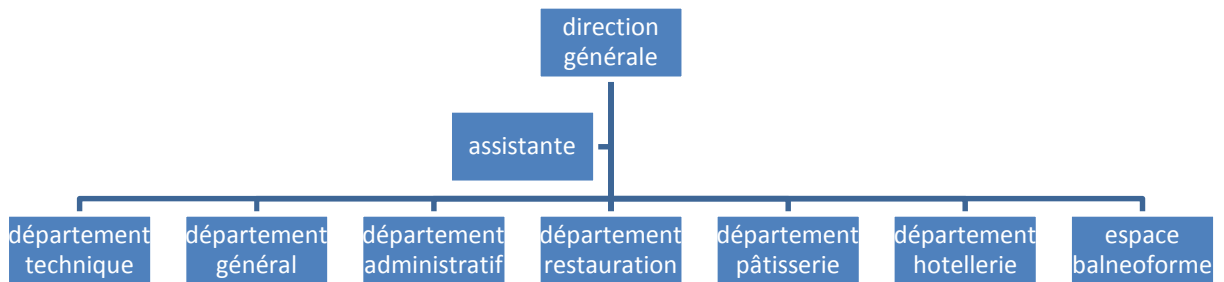 direction
générale
assistante
département
technique
département
général
département
administratif
département
restauration
département
pâtisserie
département
hotellerie
espace
balneoforme